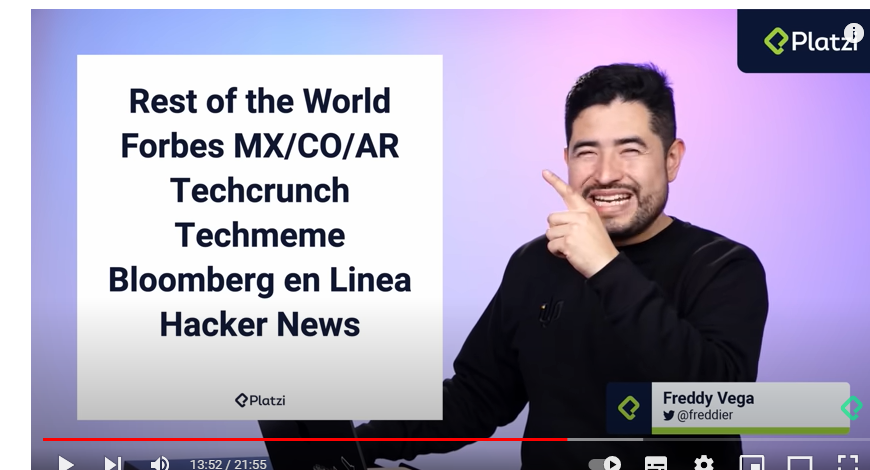 Platzi
Rest of the World
Forbes MX/CO/AR
Techcrunch
Techmeme
Bloomberg en Linea
Hacker News
Platzi
Freddy Vega
@freddier
13:52 / 21:55